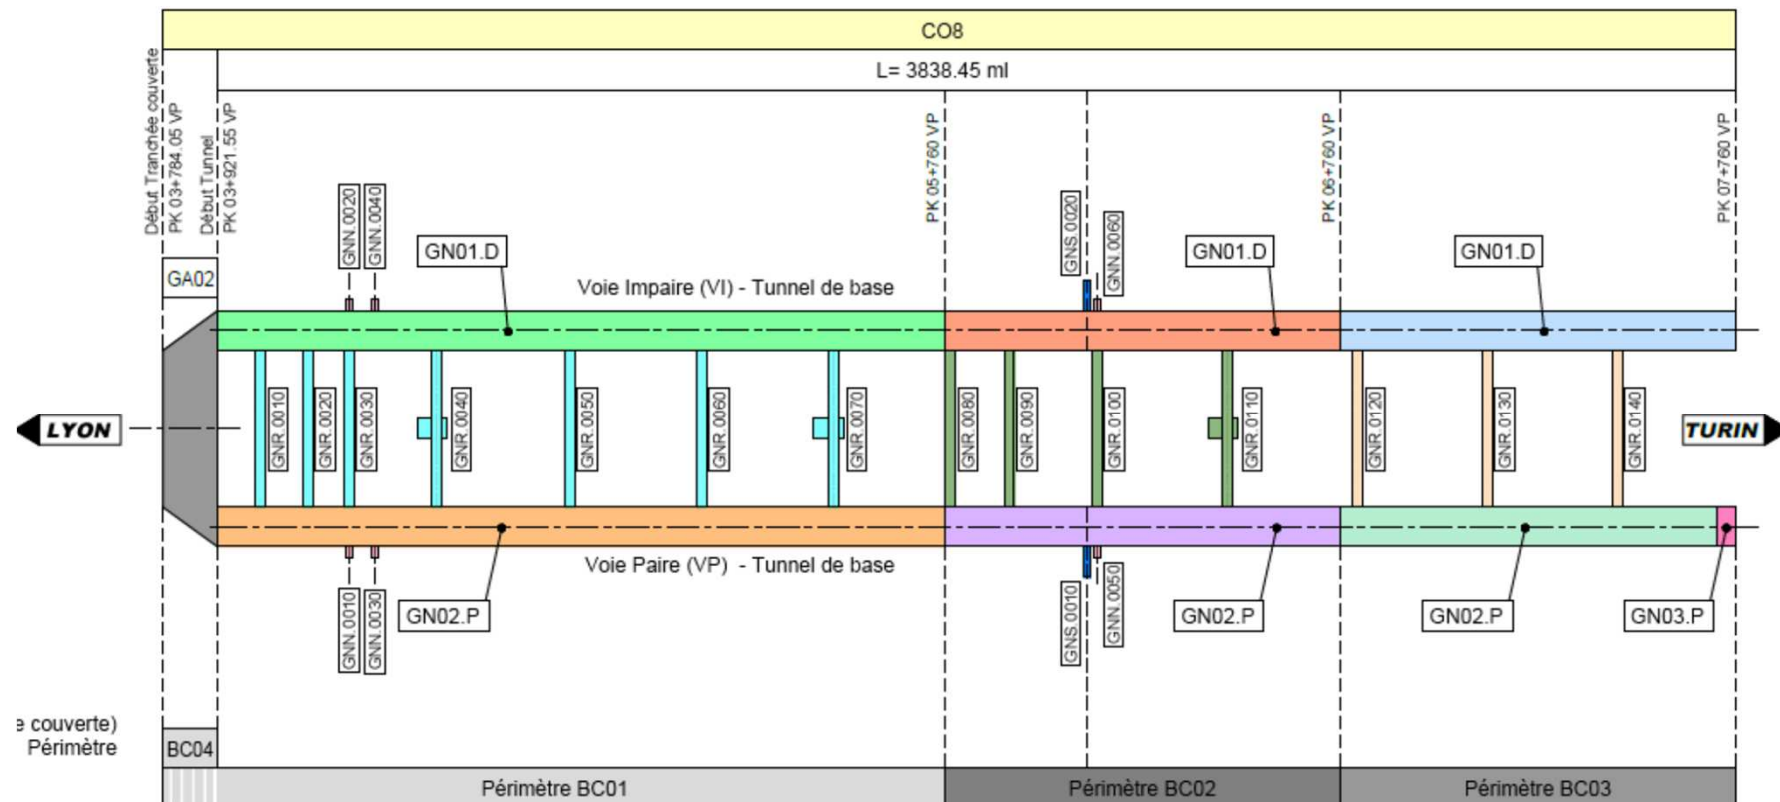 CO8
L= 3838.45 ml
Début Tranchée couverte
PK 03+784.05 VP
Début Tunnel
PK 03+921.55 VP
PK 05+760 VP
PK 06+760 VP
PK 07+760 VP
GNN.0020
GNN.0040
GNS.0020
GNN.0060
GN01.D
GN01.D
GN01.D
GA02
Voie Impaire (VI) - Tunnel de base
GNR.0010
GNR.0020
GNR.0030
GNR.0040
GNR.0050
GNR.0060
GNR.0070
GNR.0080
GNR.0090
GNR.0100
GNR.0110
GNR.0120
GNR.0130
GNR.0140
LYON
TURIN
Voie Paire (VP) - Tunnel de base
GNN.0010
GNN.0030
GNS.0010
GNN.0050
GN02.P
GN02.P
GN02.P
GN03.P
e couverte)
Périmètre
BC04
Périmètre BC01
Périmètre BC02
Périmètre BC03